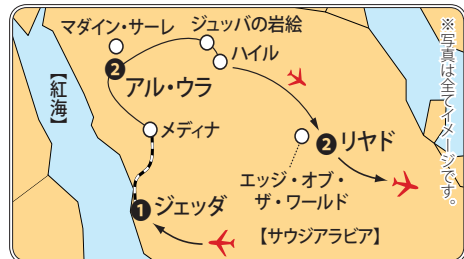 マダイン・サーレ
ジュッバの岩絵
ハイル
❷
アル・ウラ
【紅海】
メディナ
❷リヤド
エッジ・オブ・
ザ・ワールド
❶ジェッダ
【サウジアラビア】
※写真は全てイメージです。